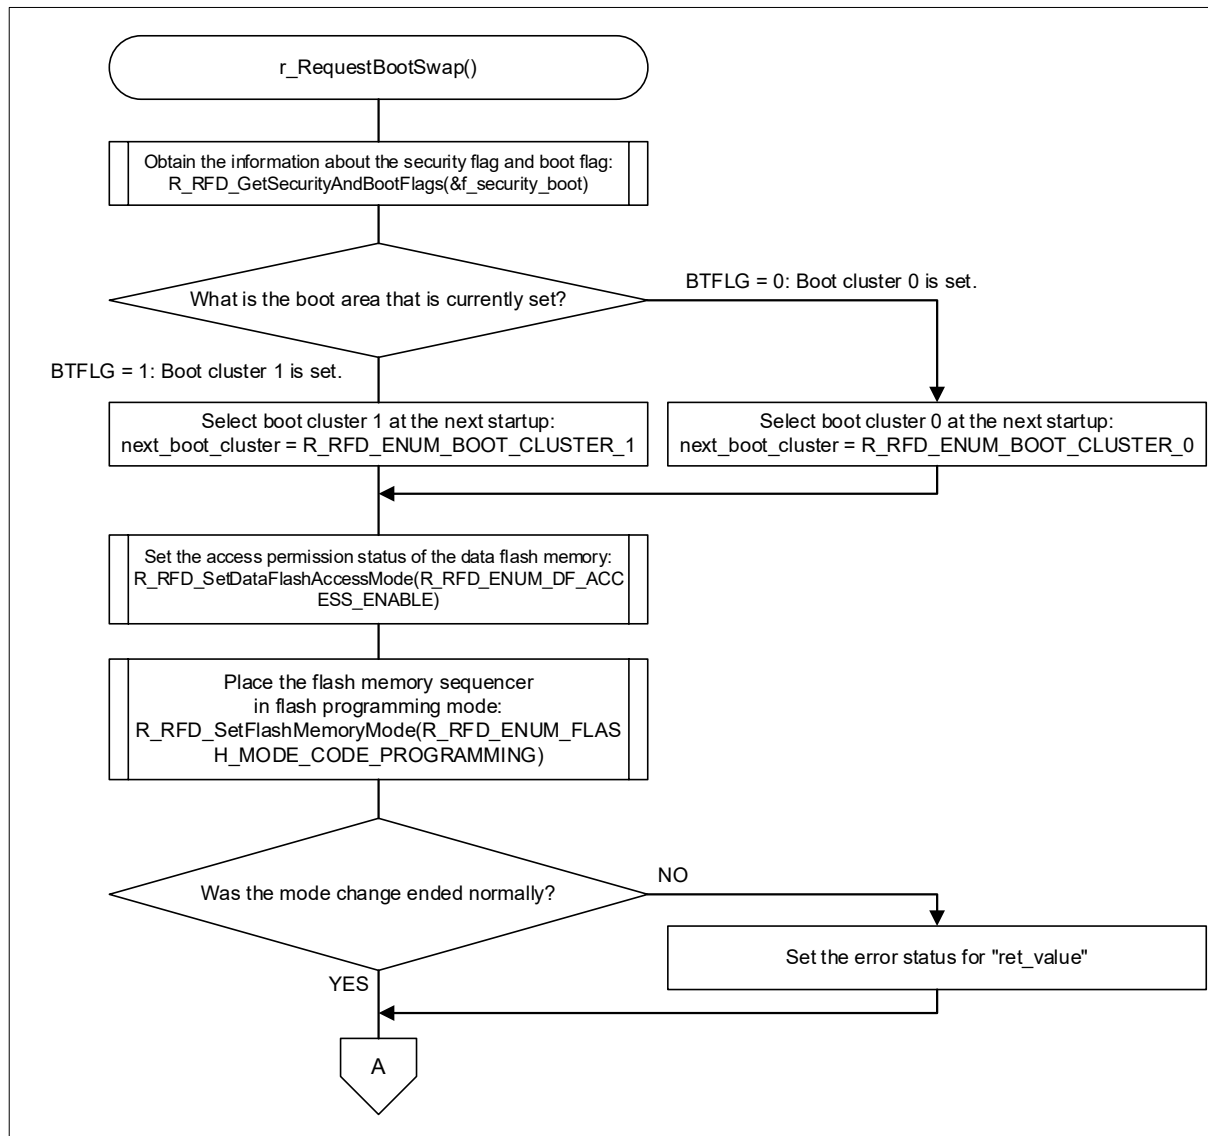 r_RequestBootSwap()
Obtain the information about the security flag and boot flag:
R_RFD_GetSecurityAndBootFlags(&f_security_boot)
What is the boot area that is currently set?
BTFLG = 0: Boot cluster 0 is set.
BTFLG = 1: Boot cluster 1 is set.
Select boot cluster 1 at the next startup:
next_boot_cluster = R_RFD_ENUM_BOOT_CLUSTER_1
Select boot cluster 0 at the next startup:
next_boot_cluster = R_RFD_ENUM_BOOT_CLUSTER_0
Set the access permission status of the data flash memory:
R_RFD_SetDataFlashAccessMode(R_RFD_ENUM_DF_ACC
ESS_ENABLE)
Place the flash memory sequencer
in flash programming mode:
R_RFD_SetFlashMemoryMode(R_RFD_ENUM_FLAS
H_MODE_CODE_PROGRAMMING)
Was the mode change ended normally?
NO
Set the error status for "ret_value"
YES
A